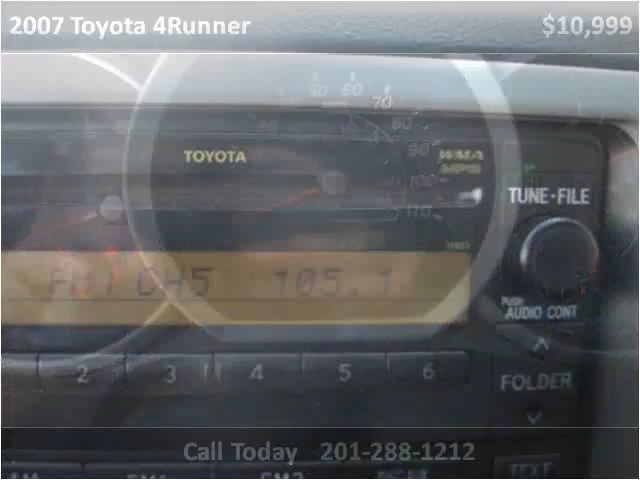 2007 Toyota 4Runner $10,999
50 60
70
80
TOYOTA 90 WMA
MP3
100
TUNE•FILE
110
FM1 CH5 105.1
PUSH
AUDIO CONT
2 3 4 5 6
FOLDER
Call Today 201-288-1212
TEXT